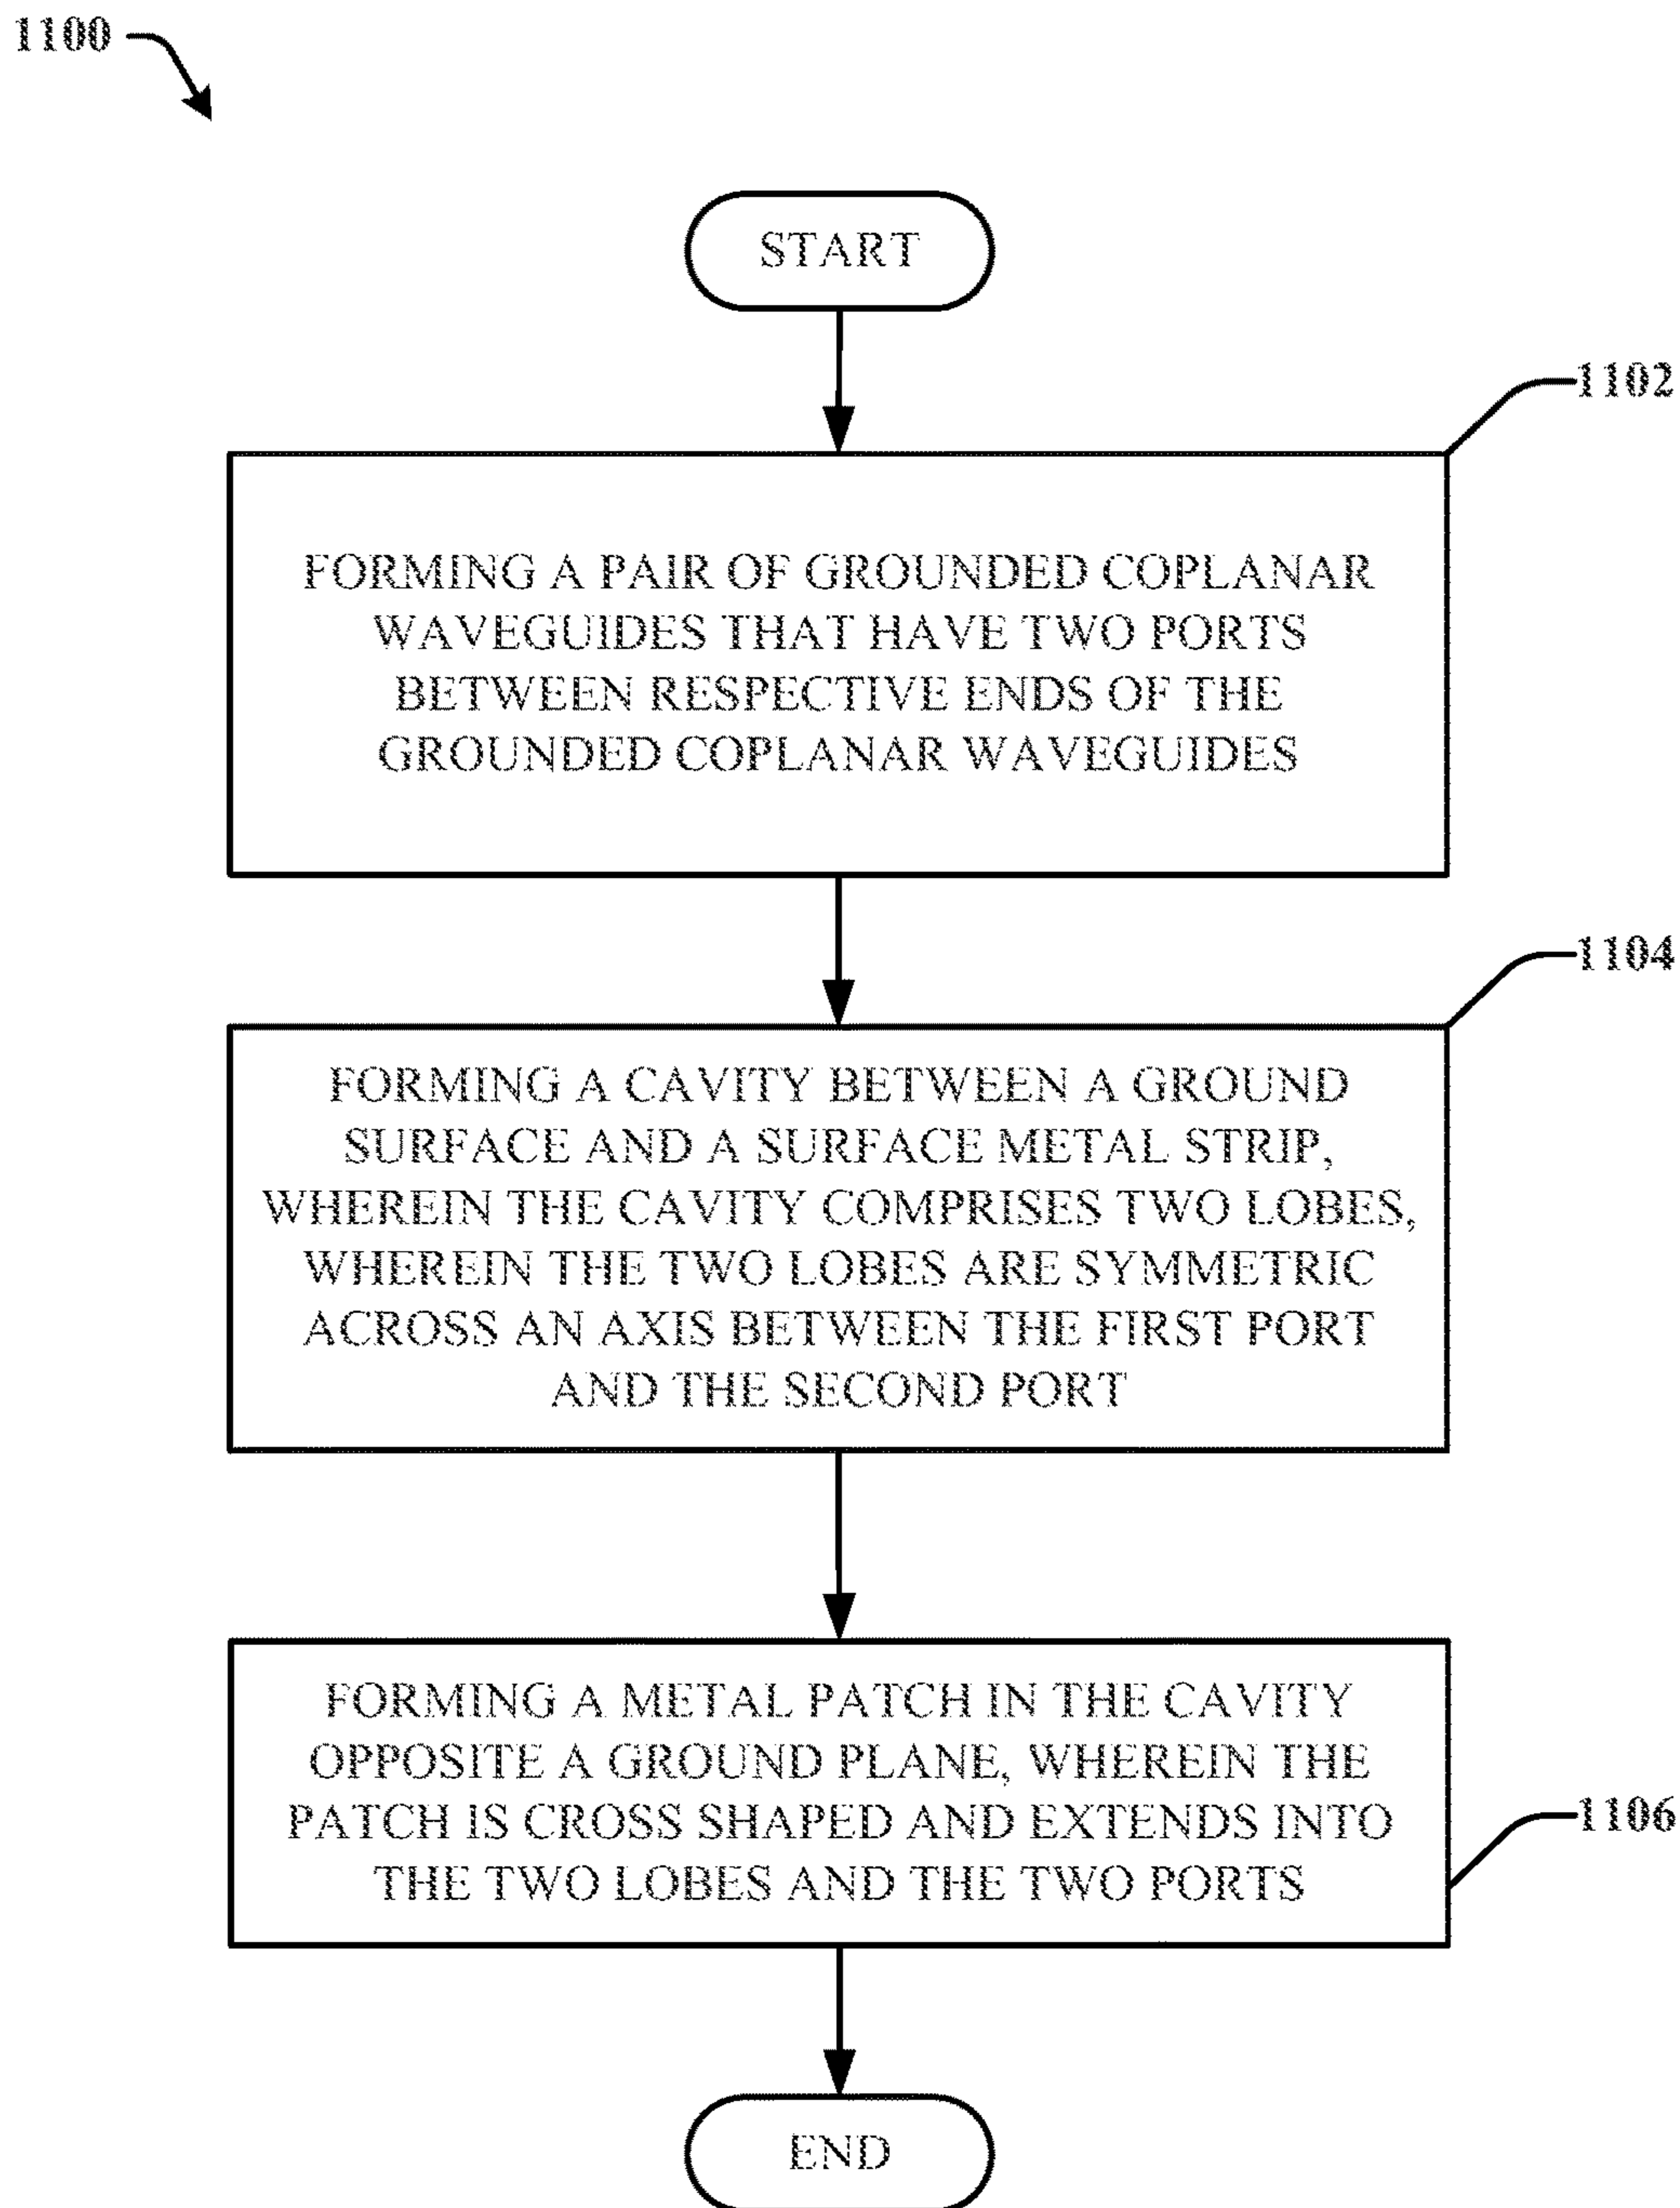 1100
START
1102
FORMING A PAIR OF GROUNDED COPLANAR
WAVEGUIDES THAT HAVE TWO PORTS
BETWEEN RESPECTIVE ENDS OF THE
GROUNDED COPLANAR WAVEGUIDES
1104
FORMING A CAVITY BETWEEN A GROUND
SURFACE AND A SURFACE METAL STRIP,
WHEREIN THE CAVITY COMPRISES TWO LOBES,
WHEREIN THE TWO LOBES ARE SYMMETRIC
ACROSS AN AXIS BETWEEN THE FIRST PORT
AND THE SECOND PORT
FORMING A METAL PATCH IN THE CAVITY
OPPOSITE A GROUND PLANE, WHEREIN THE
PATCH IS CROSS SHAPED AND EXTENDS INTO
THE TWO LOBES AND THE TWO PORTS
1106
END